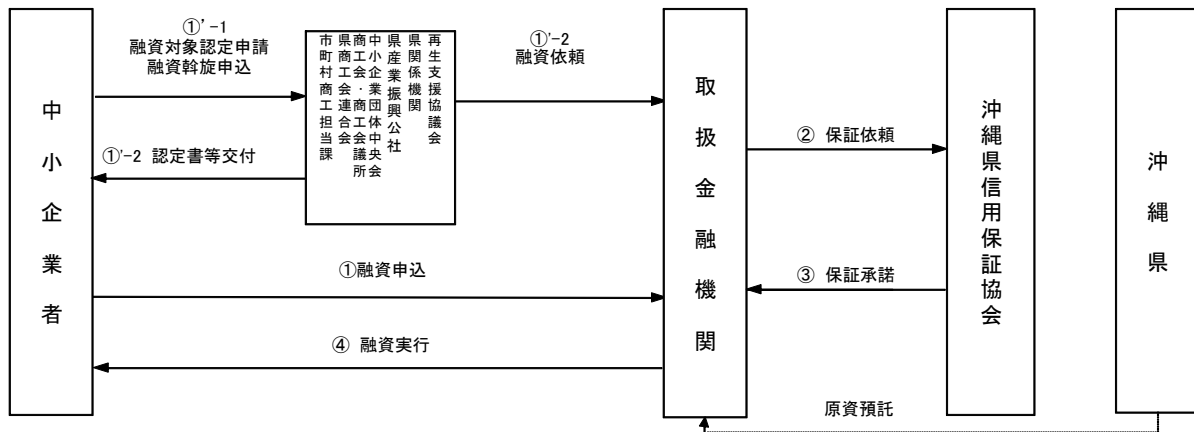 ①'-1
融資対象認定申請
融資斡旋申込
①'-2
融資依頼
再生支援協議会
県関係機関
県産業振興公社
中小企業団体中央会
商工会・商工会議所
県商工会連合会
市町村商工担当課
①'-2 認定書等交付
中小企業者
①融資申込
④ 融資実行
取扱金融機関
② 保証依頼
③ 保証承諾
沖縄県信用保証協会
沖縄県
原資預託